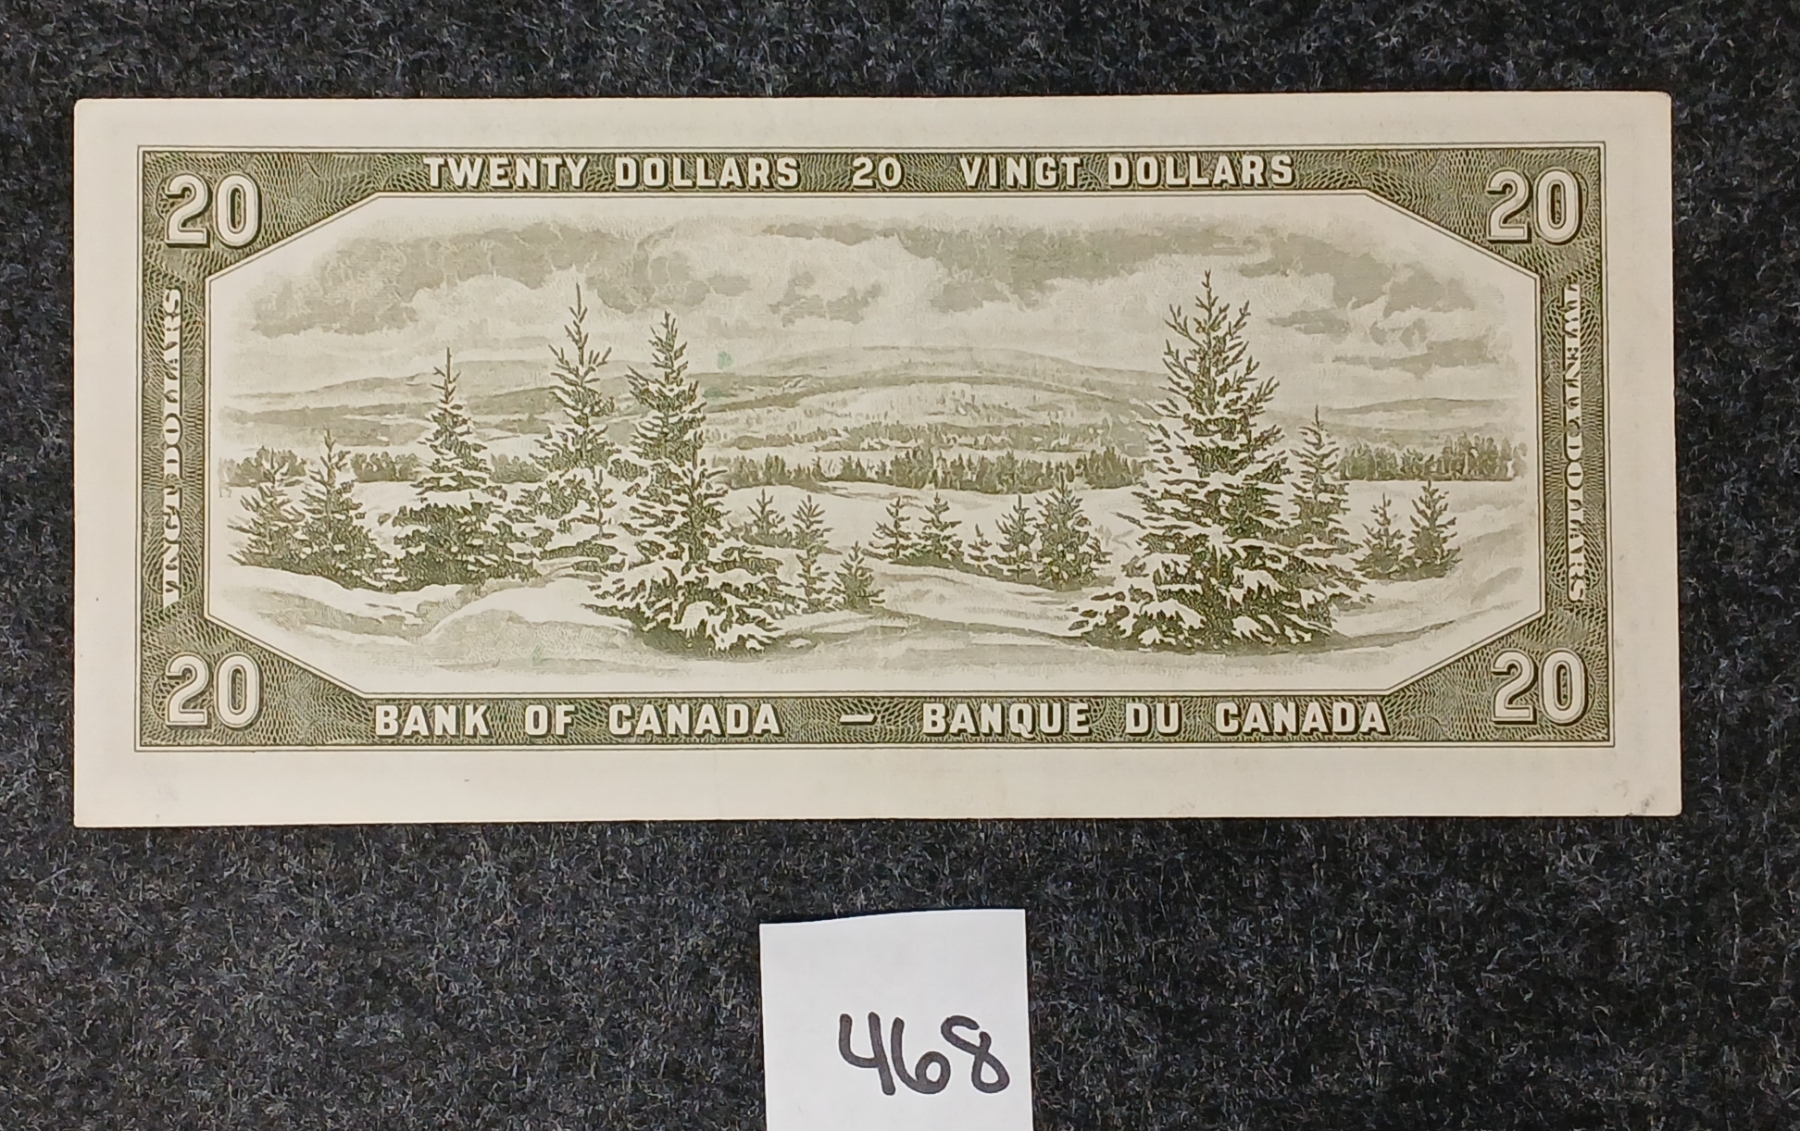 TWENTY DOLLARS 20 VINGT DOLLARS
20
20
VINGT DOLLARS
TWENTY DOLLARS
20
20
BANK OF CANADA — BANQUE DU CANADA
468